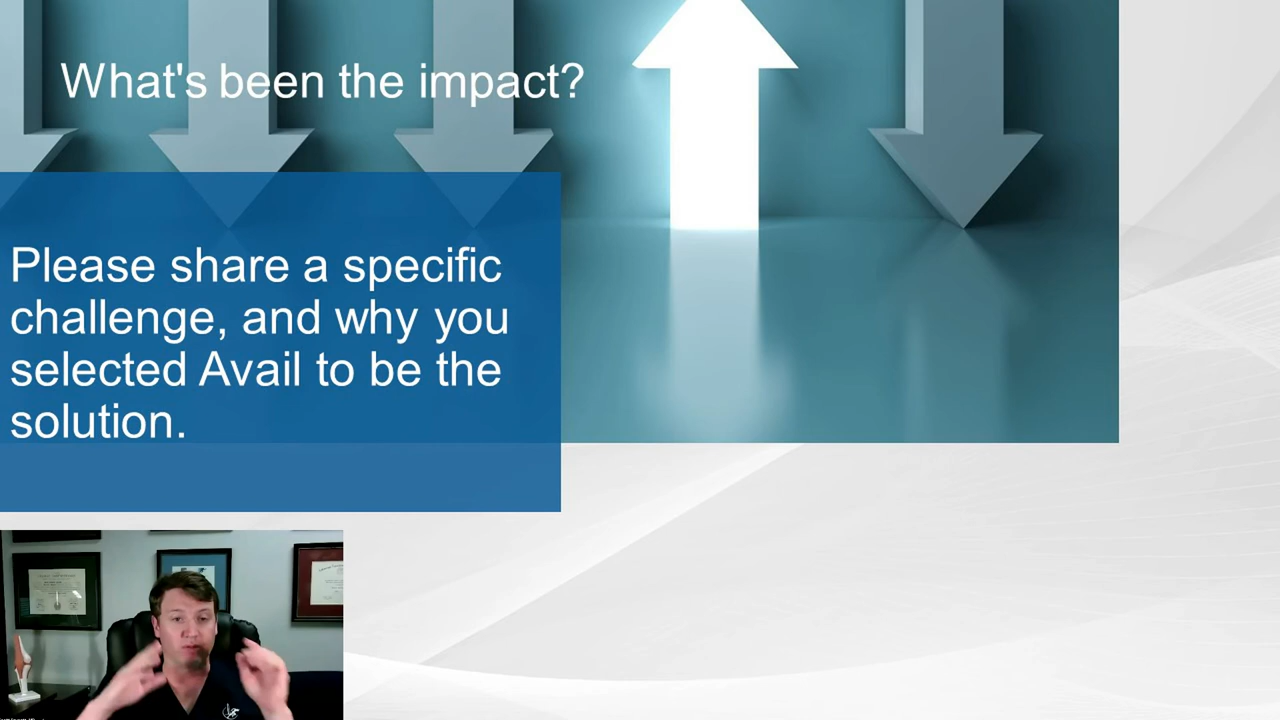 What's been the impact?
Please share a specific
challenge, and why you
selected Avail to be the
solution.